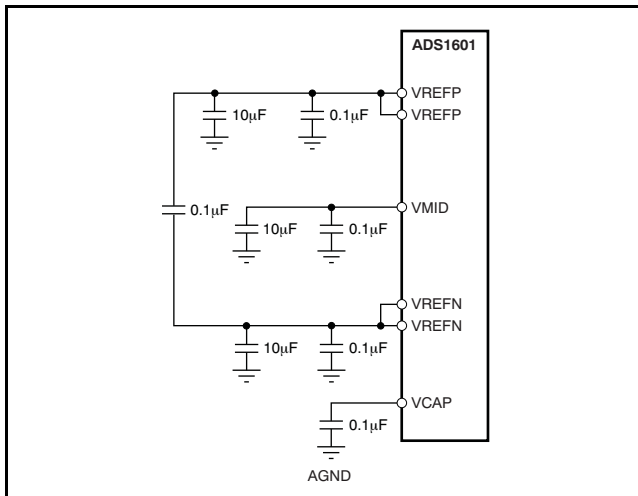 ADS1601
VREFP
10μF 0.1μF VREFP
0.1μF VMID
10μF 0.1μF
VREFN
VREFN
10μF 0.1μF
VCAP
0.1μF
AGND